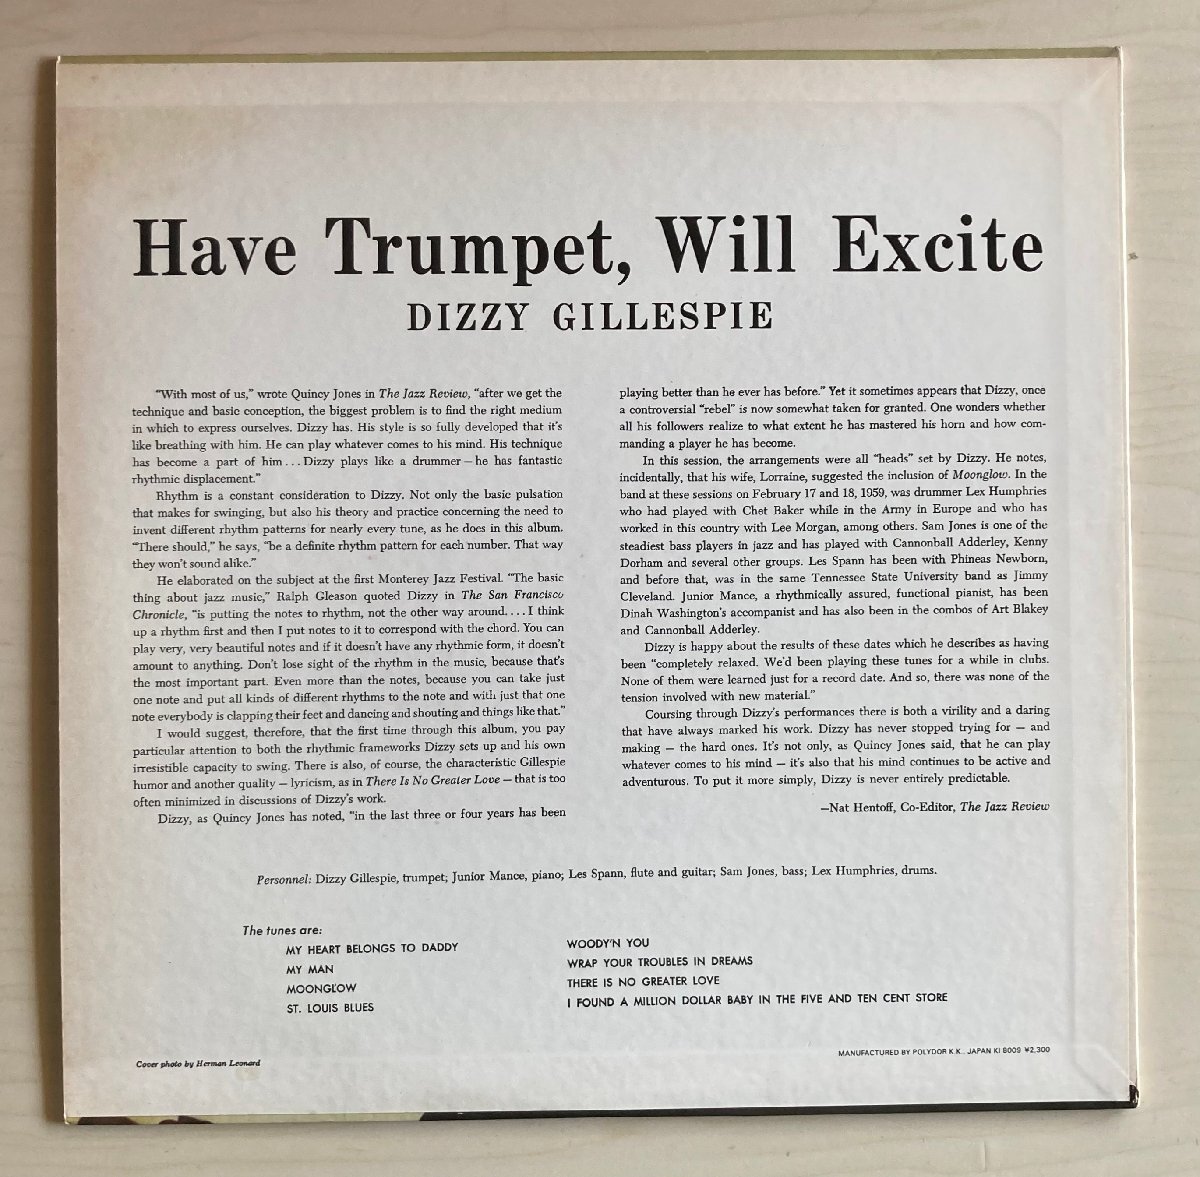 Have Trumpet, Will Excite
DIZZY GILLESPIE
"With most of us," wrote Quincy Jones in The Jazz Review, "after we get the
technique and basic conception, the biggest problem is to find the right medium
in which to express ourselves. Dizzy has. His style is so fully developed that it's
like breathing with him. He can play whatever comes to his mind. His technique
has become a part of him . . . Dizzy plays like a drummer — he has fantastic
rhythmic displacement."
Rhythm is a constant consideration to Dizzy. Not only the basic pulsation
that makes for swinging, but also his theory and practice concerning the need to
invent different rhythm patterns for nearly every tune, as he does in this album.
"There should," he says, "be a definite rhythm pattern for each number. That way
they won't sound alike."
He elaborated on the subject at the first Monterey Jazz Festival. "The basic
thing about jazz music," Ralph Gleason quoted Dizzy in The San Francisco
Chronicle, "is putting the notes to rhythm, not the other way around. . . . I think
up a rhythm first and then I put notes to it to correspond with the chord. You can
play very, very beautiful notes and if it doesn't have any rhythmic form, it doesn't
amount to anything. Don't lose sight of the rhythm in the music, because that's
the most important part. Even more than the notes, because you can take just
one note and put all kinds of different rhythms to the note and with just that one
note everybody is clapping their feet and dancing and shouting and things like that."
I would suggest, therefore, that the first time through this album, you pay
particular attention to both the rhythmic frameworks Dizzy sets up and his own
irresistible capacity to swing. There is also, of course, the characteristic Gillespie
humor and another quality — lyricism, as in There Is No Greater Love — that is too
often minimized in discussions of Dizzy's work.
Dizzy, as Quincy Jones has noted, "in the last three or four years has been
playing better than he ever has before." Yet it sometimes appears that Dizzy, once
a controversial "rebel" is now somewhat taken for granted. One wonders whether
all his followers realize to what extent he has mastered his horn and how com-
manding a player he has become.
In this session, the arrangements were all "heads" set by Dizzy. He notes,
incidentally, that his wife, Lorraine, suggested the inclusion of Moonglow. In the
band at these sessions on February 17 and 18, 1959, was drummer Lex Humphries
who had played with Chet Baker while in the Army in Europe and who has
worked in this country with Lee Morgan, among others. Sam Jones is one of the
steadiest bass players in jazz and has played with Cannonball Adderley, Kenny
Dorham and several other groups. Les Spann has been with Phineas Newborn,
and before that, was in the same Tennessee State University band as Jimmy
Cleveland. Junior Mance, a rhythmically assured, functional pianist, has been
Dinah Washington's accompanist and has also been in the combos of Art Blakey
and Cannonball Adderley.
Dizzy is happy about the results of these dates which he describes as having
been "completely relaxed. We'd been playing these tunes for a while in clubs.
None of them were learned just for a record date. And so, there was none of the
tension involved with new material."
Coursing through Dizzy's performances there is both a virility and a daring
that have always marked his work. Dizzy has never stopped trying for — and
making — the hard ones. It's not only, as Quincy Jones said, that he can play
whatever comes to his mind — it's also that his mind continues to be active and
adventurous. To put it more simply, Dizzy is never entirely predictable.
—Nat Hentoff, Co-Editor, The Jazz Review
Personnel: Dizzy Gillespie, trumpet; Junior Mance, piano; Les Spann, flute and guitar; Sam Jones, bass; Lex Humphries, drums.
The tunes are:
MY HEART BELONGS TO DADDY
MY MAN
MOONGLOW
ST. LOUIS BLUES
WOODY'N YOU
WRAP YOUR TROUBLES IN DREAMS
THERE IS NO GREATER LOVE
I FOUND A MILLION DOLLAR BABY IN THE FIVE AND TEN CENT STORE
Cover photo by Herman Leonard
MANUFACTURED BY POLYDOR K.K., JAPAN KI 8009 ¥2,300